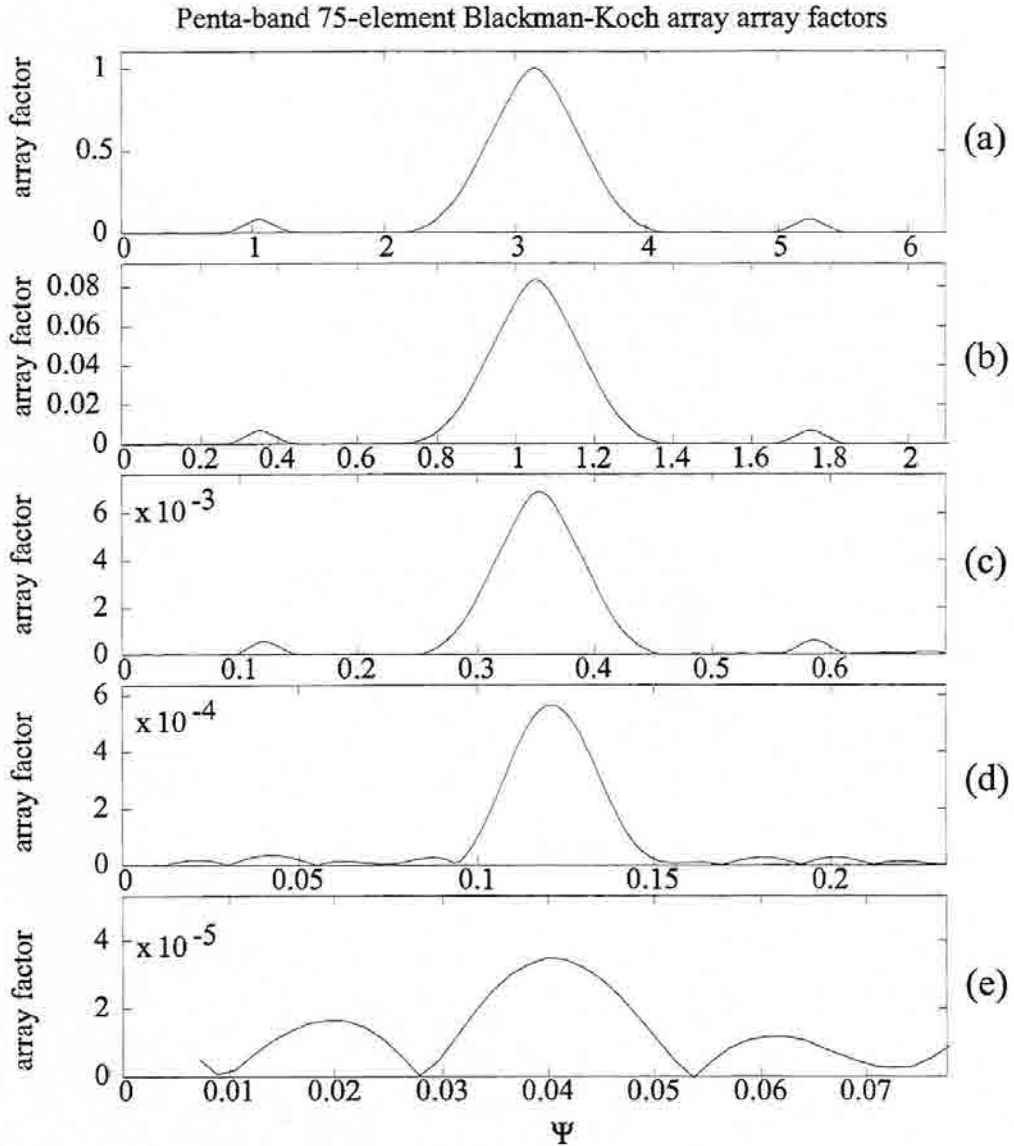 Penta-band 75-element Blackman-Koch array array factors
array factor
1
0.5
0
0 1 2 3 4 5 6
(a)
array factor
0.08
0.06
0.04
0.02
0
0 0.2 0.4 0.6 0.8 1 1.2 1.4 1.6 1.8 2
(b)
array factor
x 10-3
6
4
2
0
0 0.1 0.2 0.3 0.4 0.5 0.6
(c)
array factor
x 10-4
6
4
2
0
0 0.05 0.1 0.15 0.2
(d)
array factor
x 10-5
4
2
0
0 0.01 0.02 0.03 0.04 0.05 0.06 0.07
(e)
Ψ